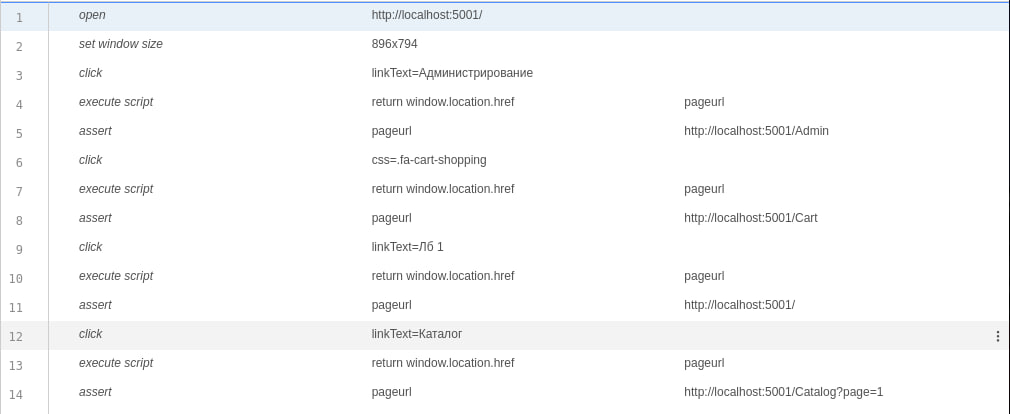 1 open http://localhost:5001/
2 set window size 896x794
3 click linkText=Администрирование
4 execute script return window.location.href pageurl
5 assert pageurl http://localhost:5001/Admin
6 click css=.fa-cart-shopping
7 execute script return window.location.href pageurl
8 assert pageurl http://localhost:5001/Cart
9 click linkText=Лб 1
10 execute script return window.location.href pageurl
11 assert pageurl http://localhost:5001/
12 click linkText=Каталог
13 execute script return window.location.href pageurl
14 assert pageurl http://localhost:5001/Catalog?page=1